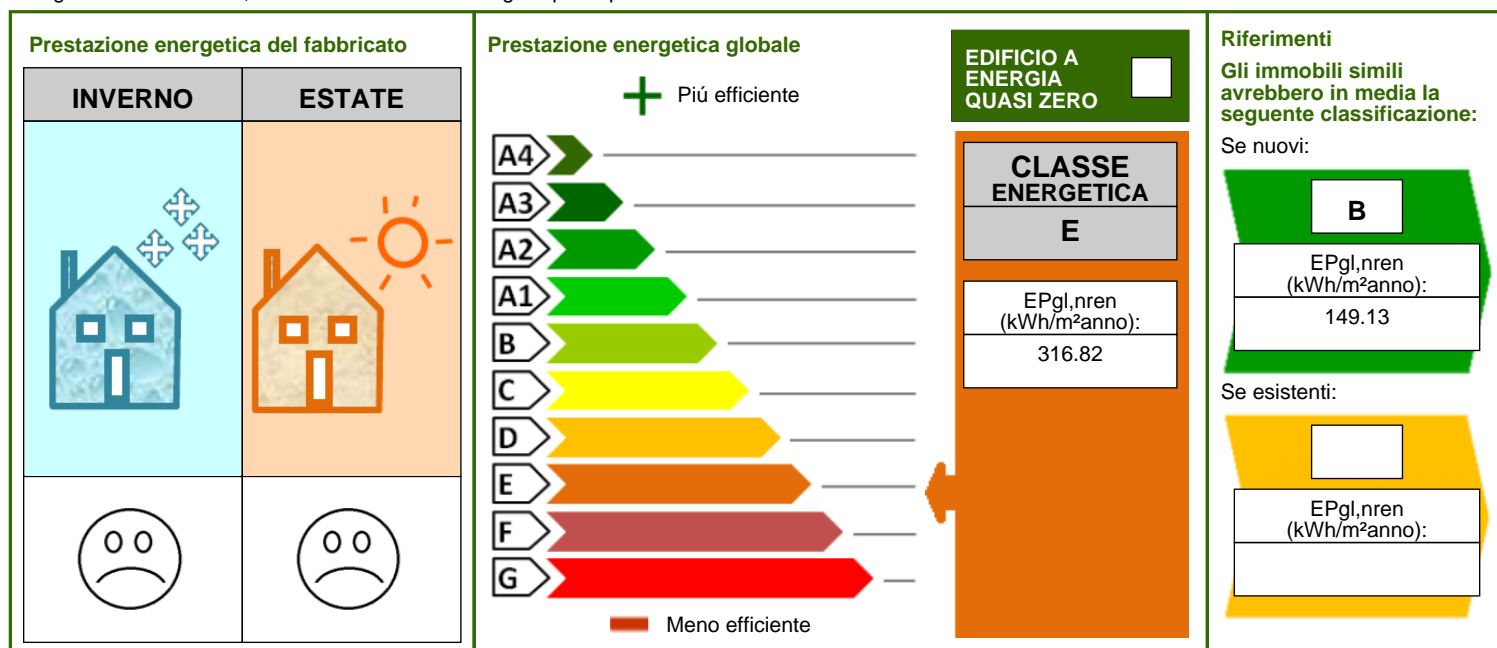 Prestazione energetica del fabbricato
INVERNO
ESTATE
Prestazione energetica globale
Piú efficiente
A4
A3
A2
A1
B
C
D
E
F
G
Meno efficiente
EDIFICIO A
ENERGIA
QUASI ZERO
CLASSE
ENERGETICA
E
EPgl,nren
(kWh/m²anno):
316.82
Riferimenti
Gli immobili simili
avrebbero in media la
seguente classificazione:
Se nuovi:
B
EPgl,nren
(kWh/m²anno):
149.13
Se esistenti:
EPgl,nren
(kWh/m²anno):